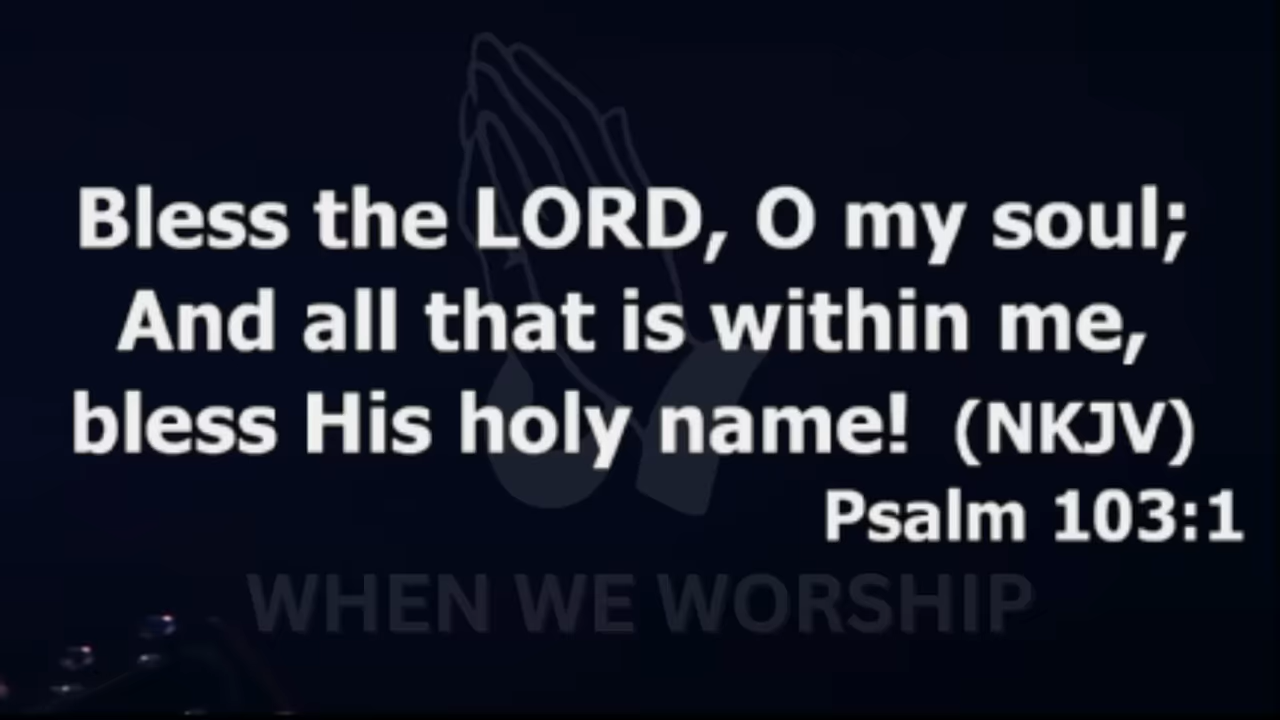 Bless the LORD, O my soul;
And all that is within me,
bless His holy name! (NKJV)
Psalm 103:1
WHEN WE WORSHIP